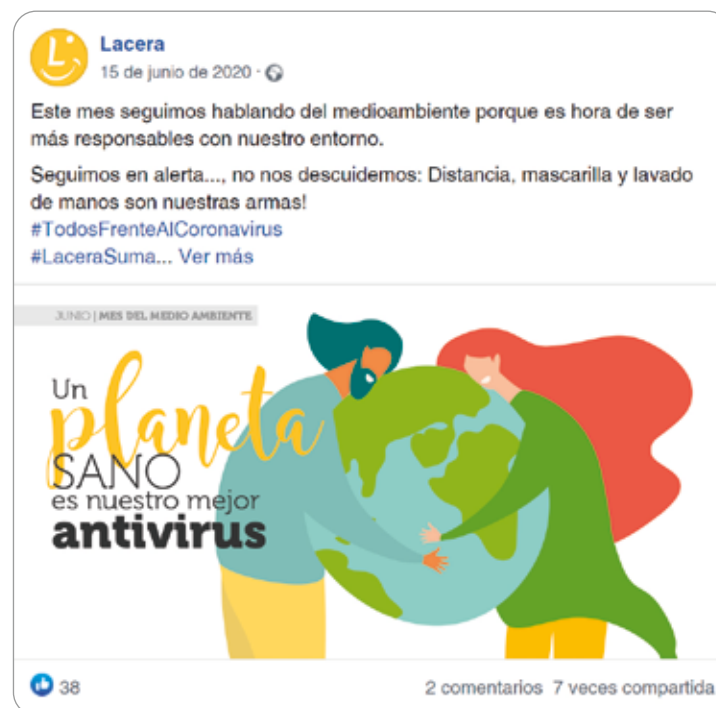 Lacera
15 de junio de 2020 ·
Este mes seguimos hablando del medioambiente porque es hora de ser
más responsables con nuestro entorno.
Seguimos en alerta..., no nos descuidemos: Distancia, mascarilla y lavado
de manos son nuestras armas!
#TodosFrenteAlCoronavirus
#LaceraSuma... Ver más
JUNIO | MES DEL MEDIO AMBIENTE
Un
planeta
SANO
es nuestro mejor
antivirus
38
2 comentarios 7 veces compartida